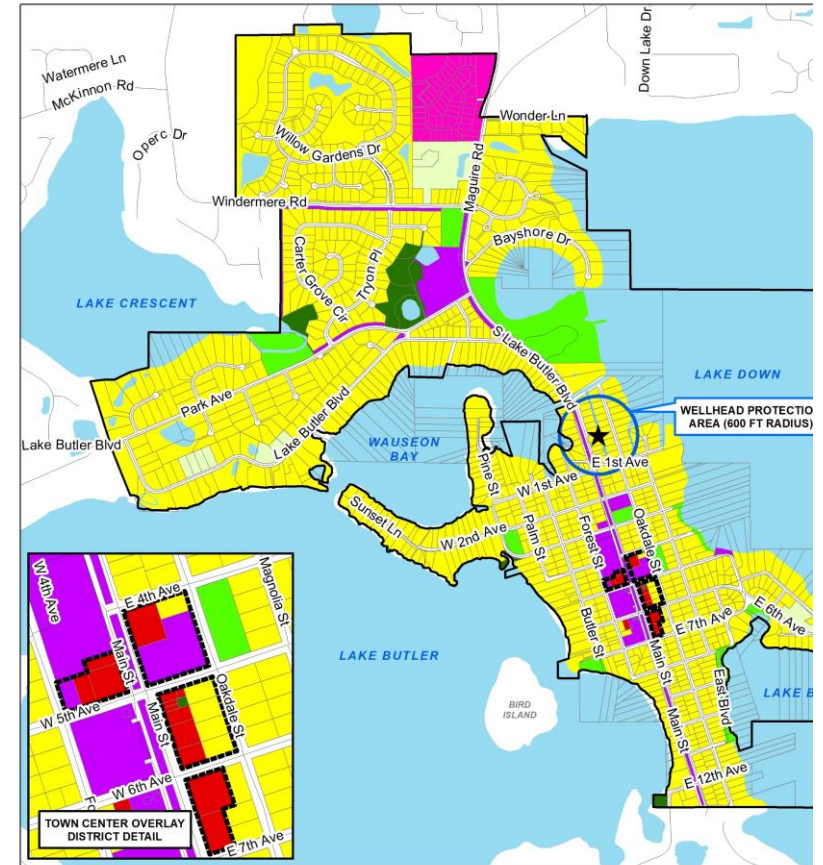 Down Lake Dr
Watermere Ln
McKinnon Rd
Operc Dr
Wonder Ln
Willow Gardens Dr
Maguire Rd
Windermere Rd
Bayshore Dr
Carter Grove Cir
Tryon Pl
LAKE CRESCENT
S Lake Butler Blvd
LAKE DOWN
Park Ave
Lake Butler Blvd
WELLHEAD PROTECTIO
AREA (600 FT RADIUS)
Lake Butler Blvd
WAUSEON
BAY
E 1st Ave
Pine St
W 1st Ave
Sunset Ln
W 2nd Ave
Palm St
Forest St
Oakdale St
Butler St
E 6th Ave
E 7th Ave
LAKE BUTLER
Main St
East Blvd
LAKE B
BIRD
ISLAND
Main St
E 12th Ave
W 4th Ave
E 4th Ave
Magnolia St
Main St
W 5th Ave
Oakdale St
Main St
W 6th Ave
Fo
E 7th Ave
TOWN CENTER OVERLAY
DISTRICT DETAIL